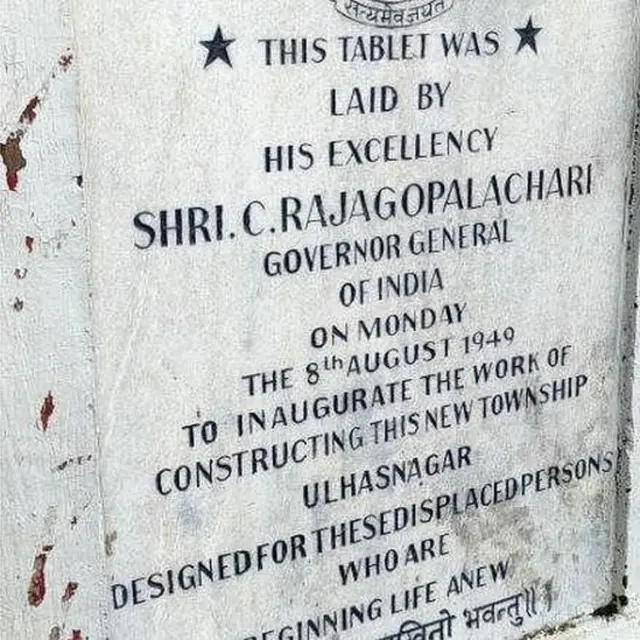 सत्यमेव जयते
★ THIS TABLET WAS ★
LAID BY
HIS EXCELLENCY
SHRI. C. RAJAGOPALACHARI
GOVERNOR GENERAL
OF INDIA
ON MONDAY
THE 8th AUGUST 1949
TO INAUGURATE THE WORK OF
CONSTRUCTING THIS NEW TOWNSHIP
ULHASNAGAR
DESIGNED FOR THESE DISPLACED PERSONS
WHO ARE
BEGINNING LIFE ANEW
भवन्तु॥